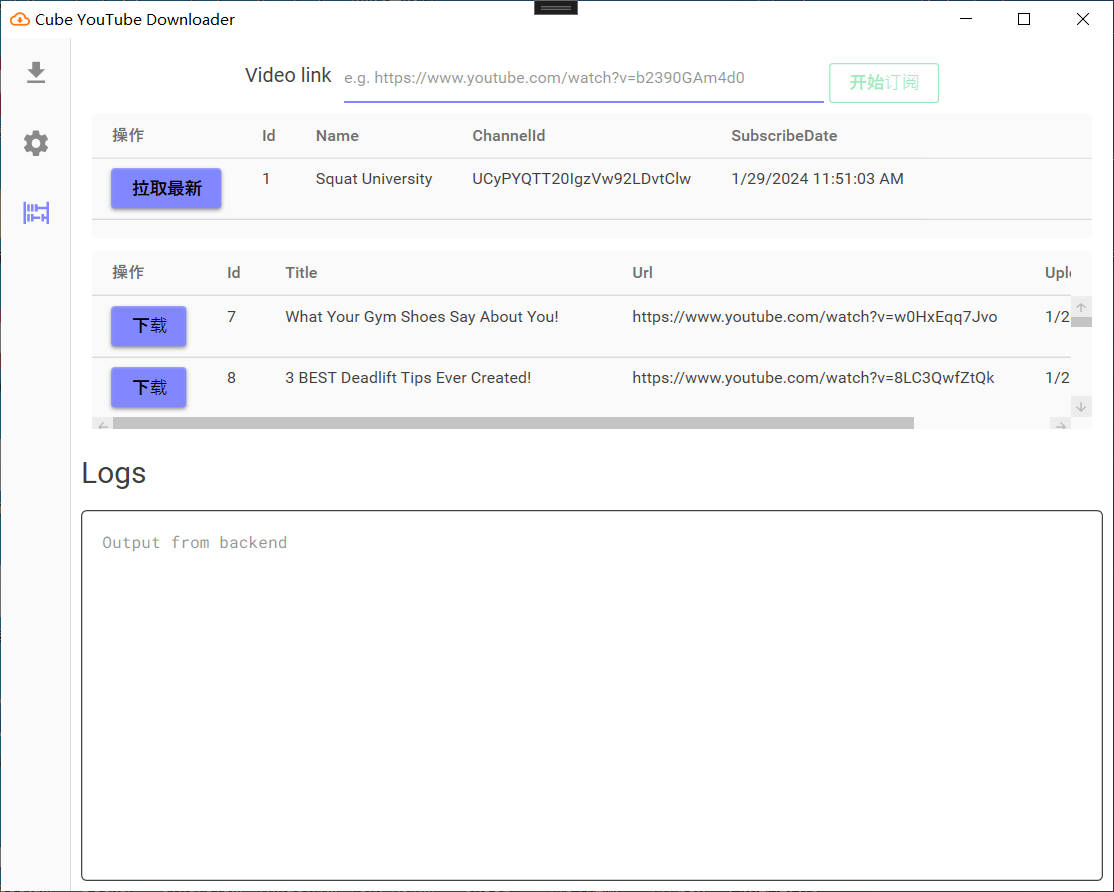 Cube YouTube Downloader
Video link e.g. https://www.youtube.com/watch?v=b2390GAm4d0 开始订阅
操作 Id Name ChannelId SubscribeDate
拉取最新 1 Squat University UCyPYQTT20IgzVw92LDvtClw 1/29/2024 11:51:03 AM
操作 Id Title Url Uplo
下载 7 What Your Gym Shoes Say About You! https://www.youtube.com/watch?v=w0HxEqq7Jvo 1/2
下载 8 3 BEST Deadlift Tips Ever Created! https://www.youtube.com/watch?v=8LC3QwfZtQk 1/2
Logs
Output from backend